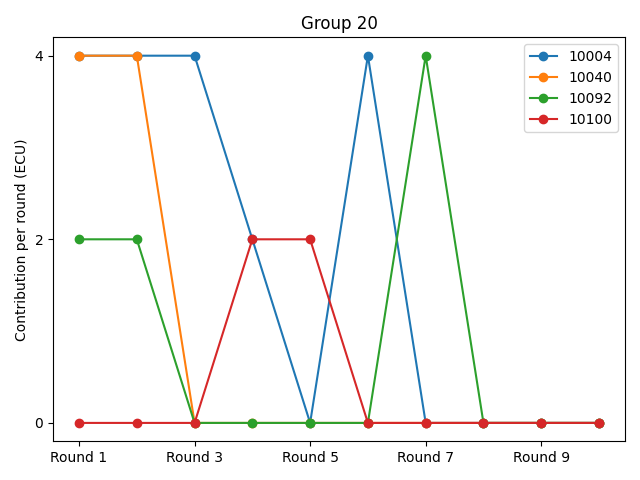 Group 20
Contribution per round (ECU)
4
2
0
10004
10040
10092
10100
Round 1
Round 3
Round 5
Round 7
Round 9